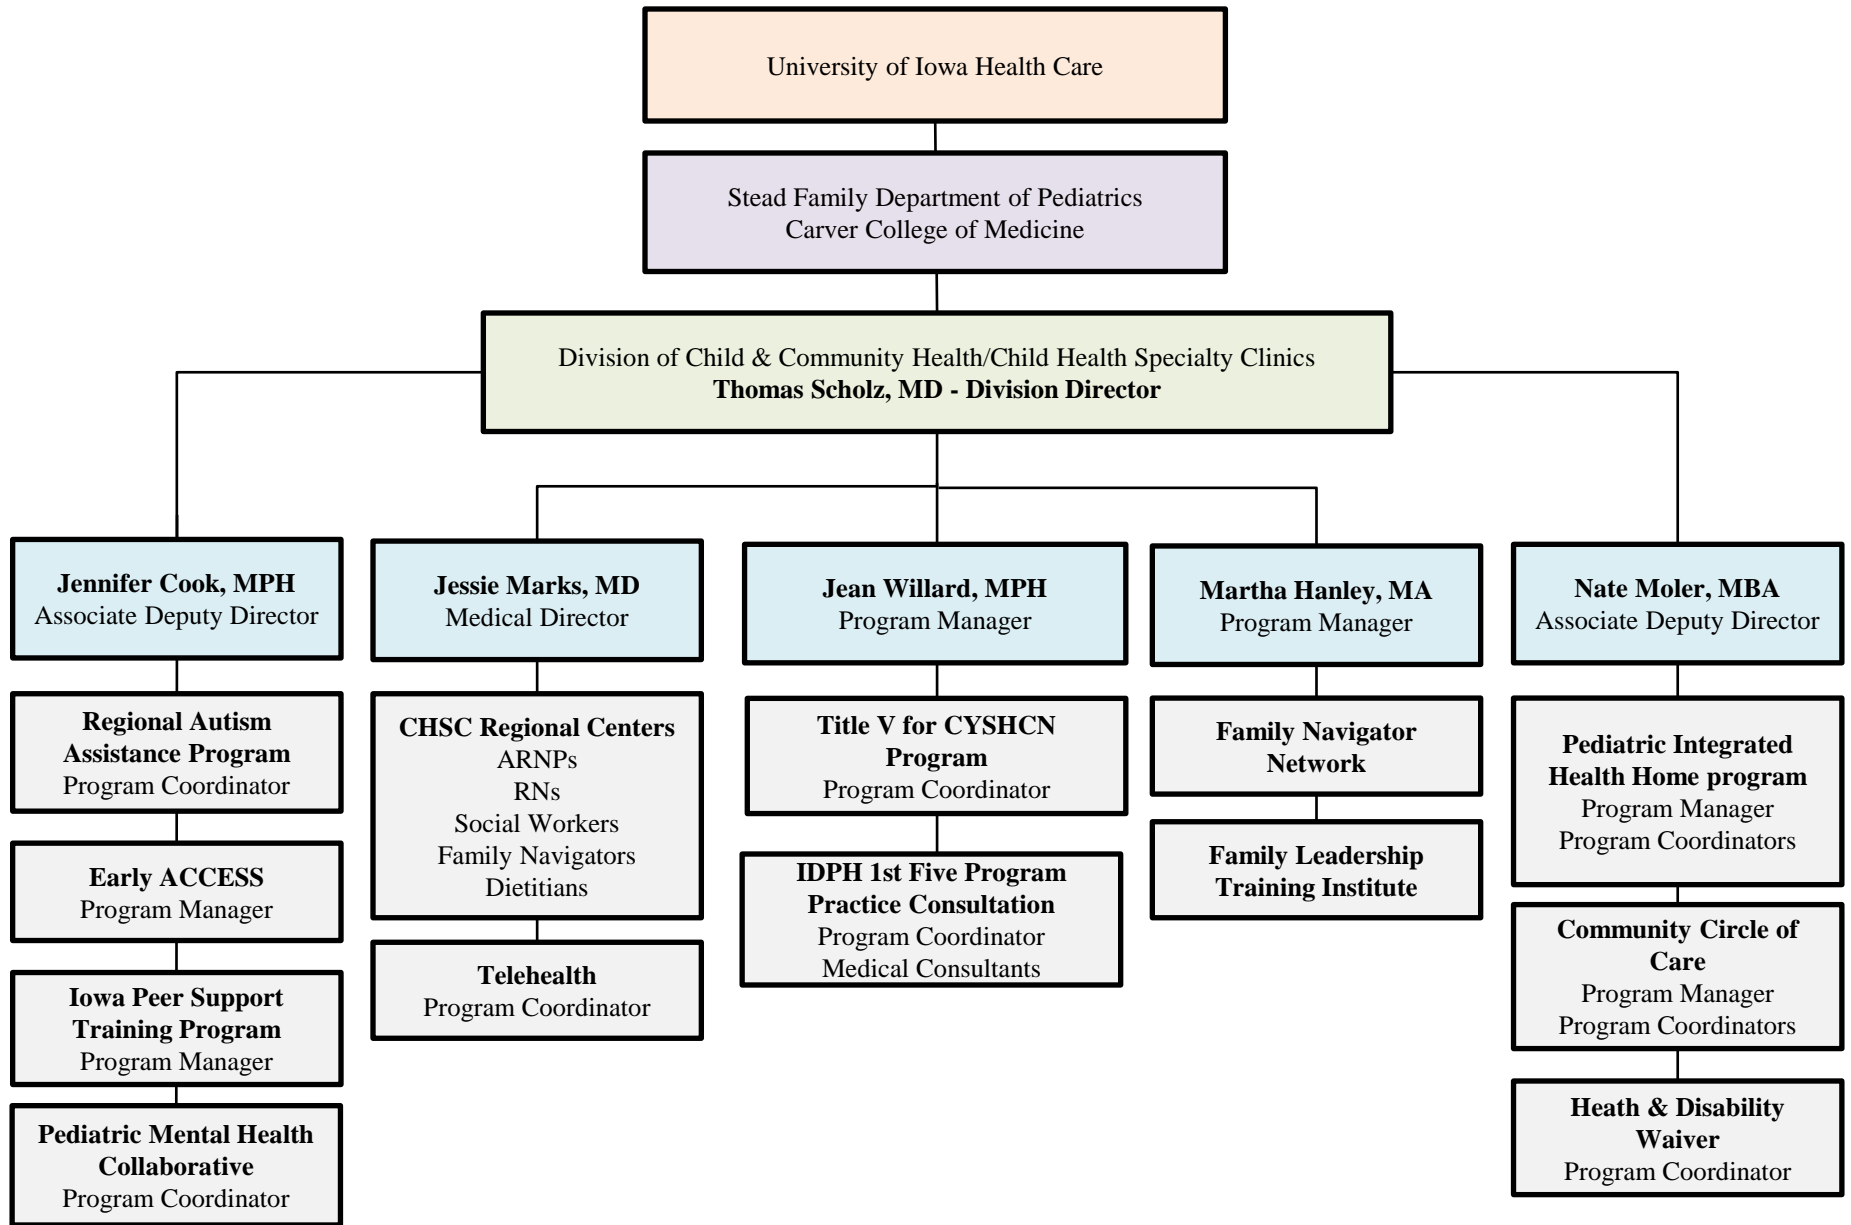 University of Iowa Health Care
Stead Family Department of Pediatrics
Carver College of Medicine
Division of Child & Community Health/Child Health Specialty Clinics
Thomas Scholz, MD - Division Director
Jennifer Cook, MPH
Associate Deputy Director
Regional Autism
Assistance Program
Program Coordinator
Early ACCESS
Program Manager
Iowa Peer Support
Training Program
Program Manager
Pediatric Mental Health
Collaborative
Program Coordinator
Jessie Marks, MD
Medical Director
CHSC Regional Centers
ARNPs
RNs
Social Workers
Family Navigators
Dietitians
Telehealth
Program Coordinator
Jean Willard, MPH
Program Manager
Title V for CYSHCN
Program
Program Coordinator
IDPH 1st Five Program
Practice Consultation
Program Coordinator
Medical Consultants
Martha Hanley, MA
Program Manager
Family Navigator
Network
Family Leadership
Training Institute
Nate Moler, MBA
Associate Deputy Director
Pediatric Integrated
Health Home program
Program Manager
Program Coordinators
Community Circle of
Care
Program Manager
Program Coordinators
Heath & Disability
Waiver
Program Coordinator